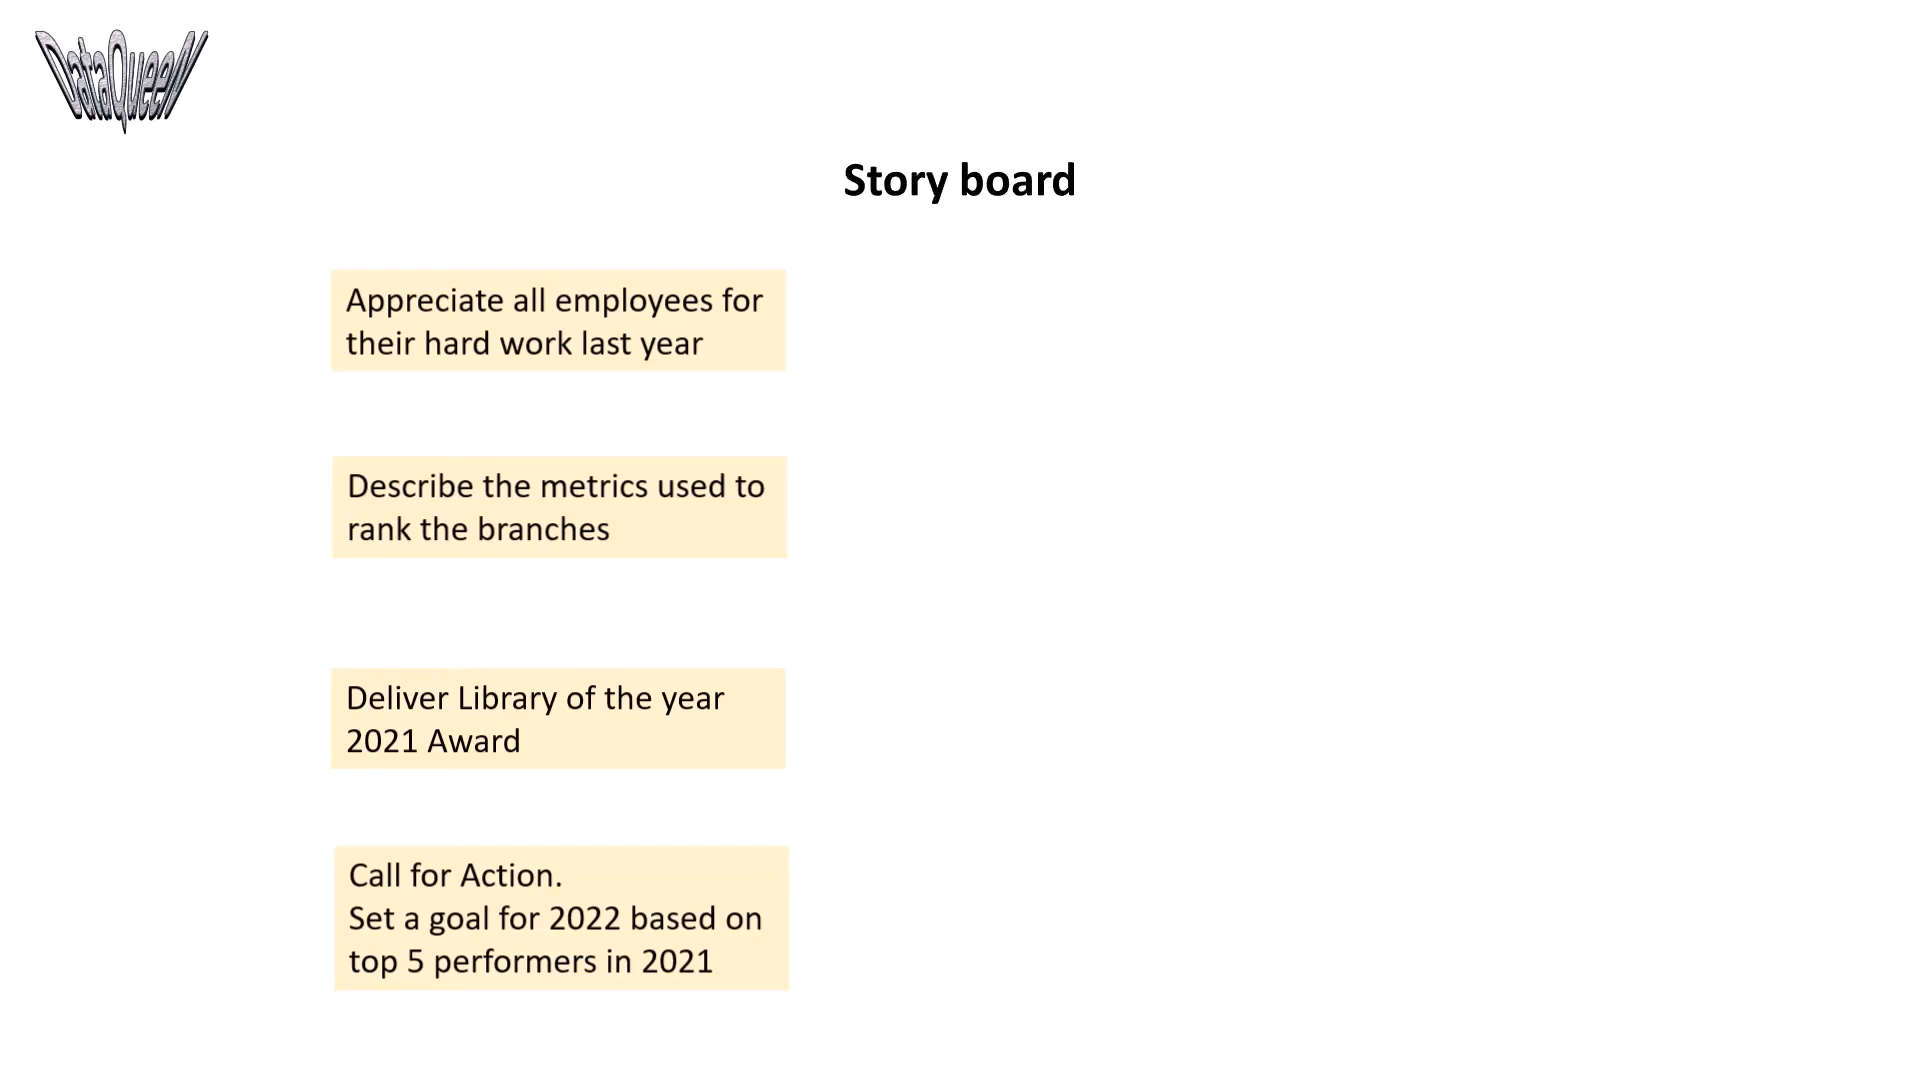 DataQueeN
Story board
Appreciate all employees for
their hard work last year
Describe the metrics used to
rank the branches
Deliver Library of the year
2021 Award
Call for Action.
Set a goal for 2022 based on
top 5 performers in 2021